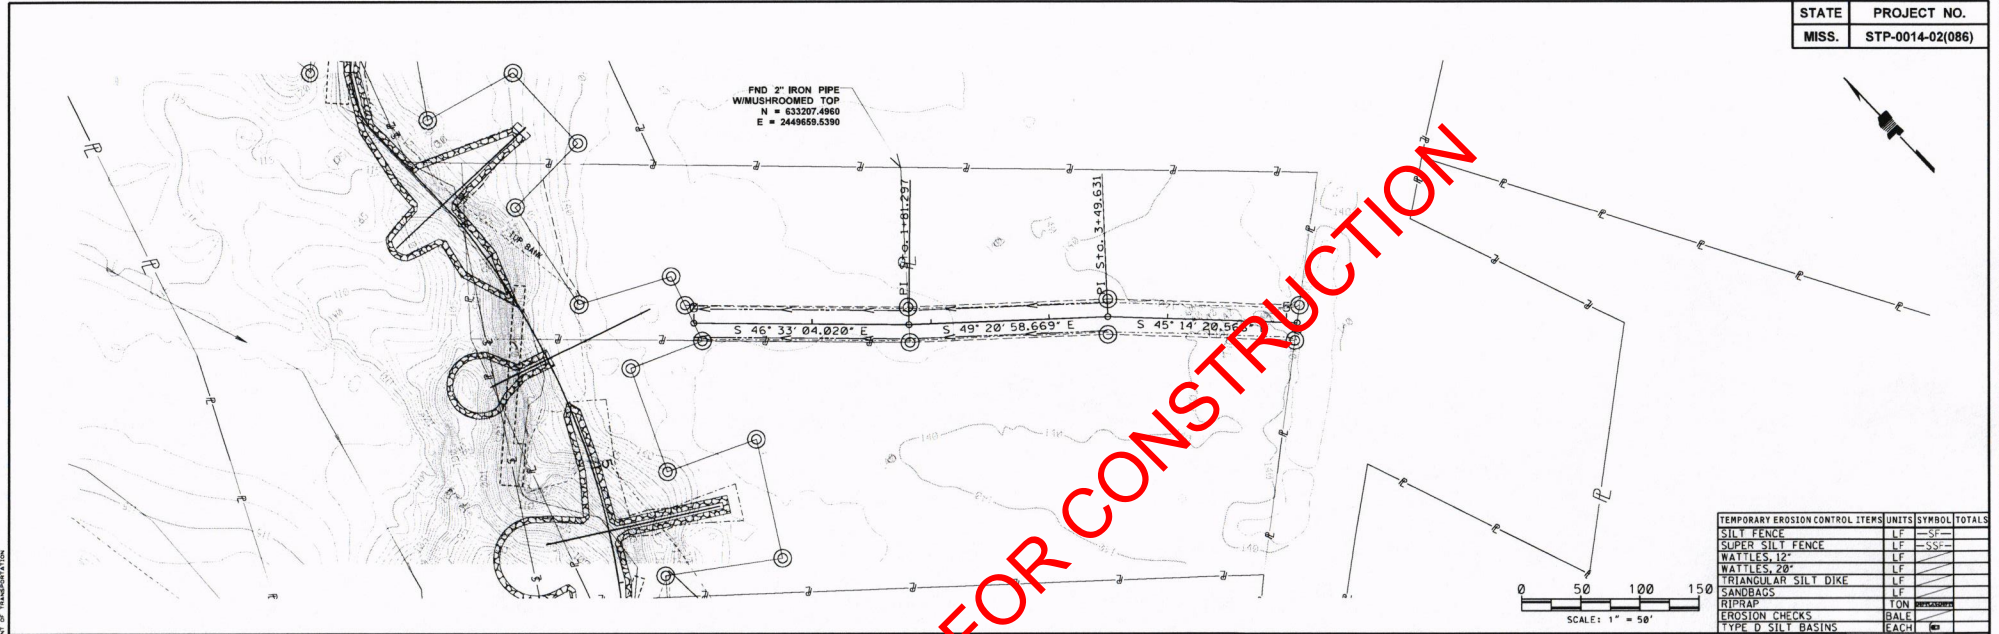 STATE PROJECT NO.
MISS. STP-0014-02(086)
FND 2" IRON PIPE
W/MUSHROOMED TOP
N = 633207.4960
E = 2449659.5390
PI Sta. 1+81.297
PI Sta. 3+49.631
TOP BANK
S 46° 33' 04.020" E
S 49° 20' 58.669" E
S 45° 14' 20.56
FOR CONSTRUCTION
140
110
TEMPORARY EROSION CONTROL ITEMS UNITS SYMBOL TOTALS
SILT FENCE LF —SF—
SUPER SILT FENCE LF —SSF—
WATTLES, 12" LF
WATTLES, 20" LF
TRIANGULAR SILT DIKE LF
SANDBAGS LF
RIPRAP TON
EROSION CHECKS BALE
TYPE D SILT BASINS EACH
0 50 100 150
SCALE: 1" = 50'
OF TRANSPORTATION